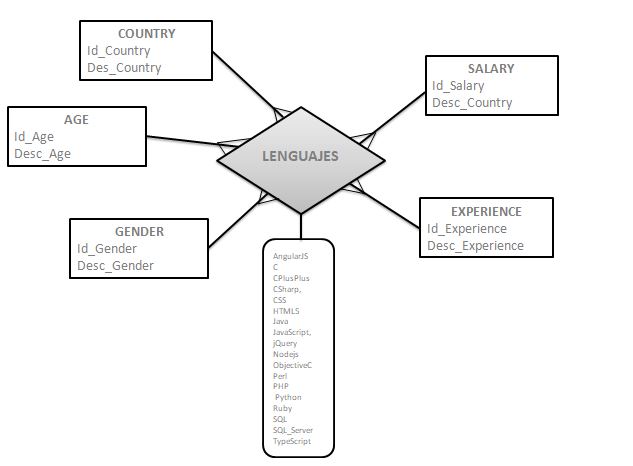 COUNTRY
Id_Country
Des_Country
SALARY
Id_Salary
Desc_Country
AGE
Id_Age
Desc_Age
LENGUAJES
GENDER
Id_Gender
Desc_Gender
EXPERIENCE
Id_Experience
Desc_Experience
AngularJS
C
CPlusPlus
CSharp,
CSS
HTML5
Java
JavaScript,
jQuery
Nodejs
ObjectiveC
Perl
PHP
Python
Ruby
SQL
SQL_Server
TypeScript